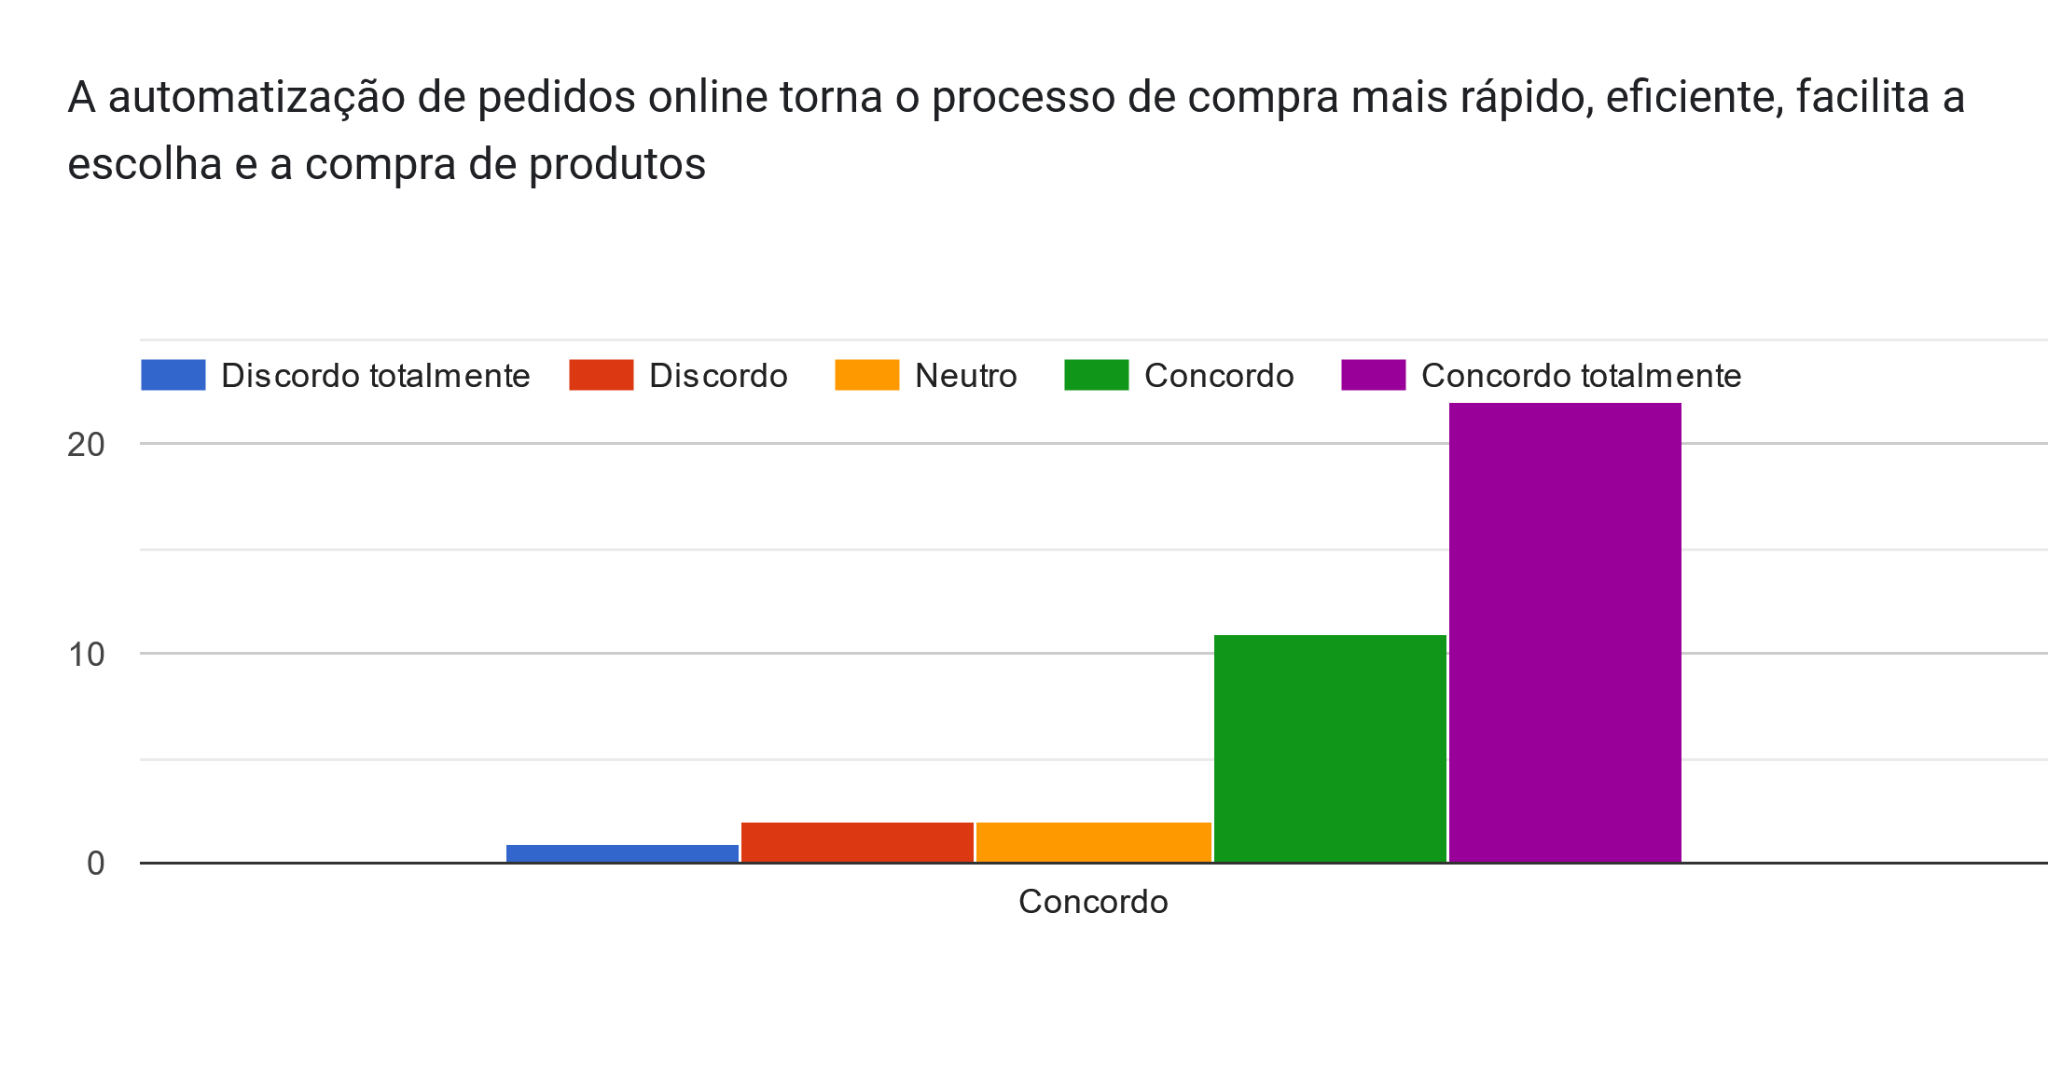 A automatização de pedidos online torna o processo de compra mais rápido, eficiente, facilita a
escolha e a compra de produtos
Discordo totalmente Discordo Neutro Concordo Concordo totalmente
20
10
0
Concordo